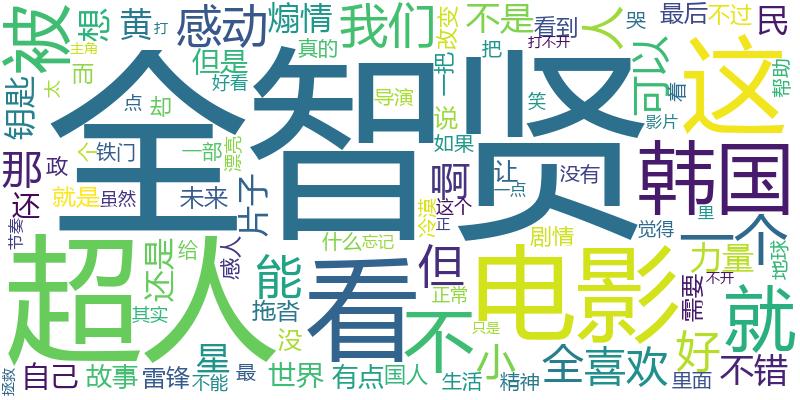 被
想
黄
打
感动
煽情
我们
不是
看到
人
哭
最后
不过
民
主角
太
而
但是
好看
真的
一把
改变
把
打不开
可以
看
这
帮助
钥匙
点
却
全智贤
导演
说
笑
影片
那
政
个
铁门
一部
漂亮
如果
韩国
还
就是
虽然
未来
片子
啊
让
一点
没有
节奏
超人
还是
给
感人
什么
忘记
看
但
冷漠
这个
正
剧情
觉得
里
一个
力量
地球
其实
能
拖沓
没
不
正常
只是
电影
小
需要
不开
就
好
拯救
自己
故事
雷锋
星
不能
最
世界
有点
国人
生活
精神
全喜欢
里面
不错